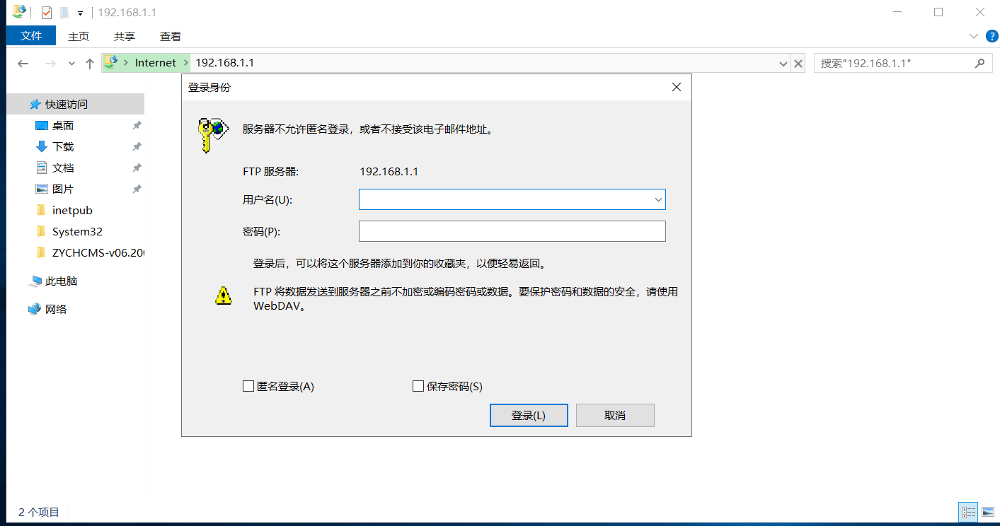 192.168.1.1
文件 主页 共享 查看
Internet 192.168.1.1 搜索"192.168.1.1"
登录身份
快速访问
桌面
下载
文档
图片
inetpub
System32
ZYCHCMS-v06.20
此电脑
网络
服务器不允许匿名登录，或者不接受该电子邮件地址。
FTP 服务器: 192.168.1.1
用户名(U):
密码(P):
登录后，可以将这个服务器添加到你的收藏夹，以便轻易返回。
FTP 将数据发送到服务器之前不加密或编码密码或数据。要保护密码和数据的安全，请使用
WebDAV。
匿名登录(A) 保存密码(S)
登录(L) 取消
2 个项目